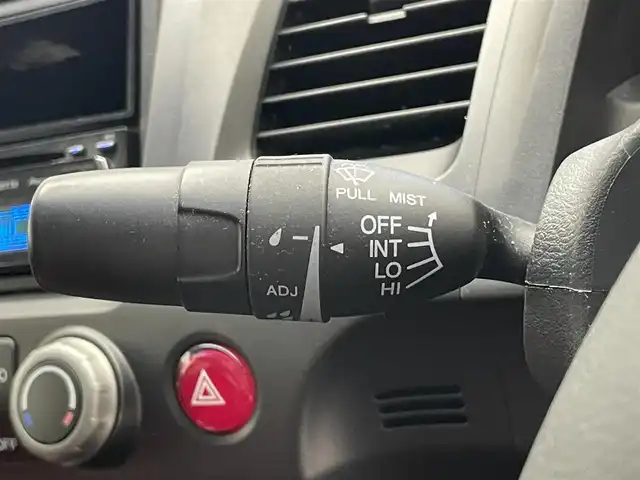 PULL MIST
OFF
INT
LO
HI
ADJ